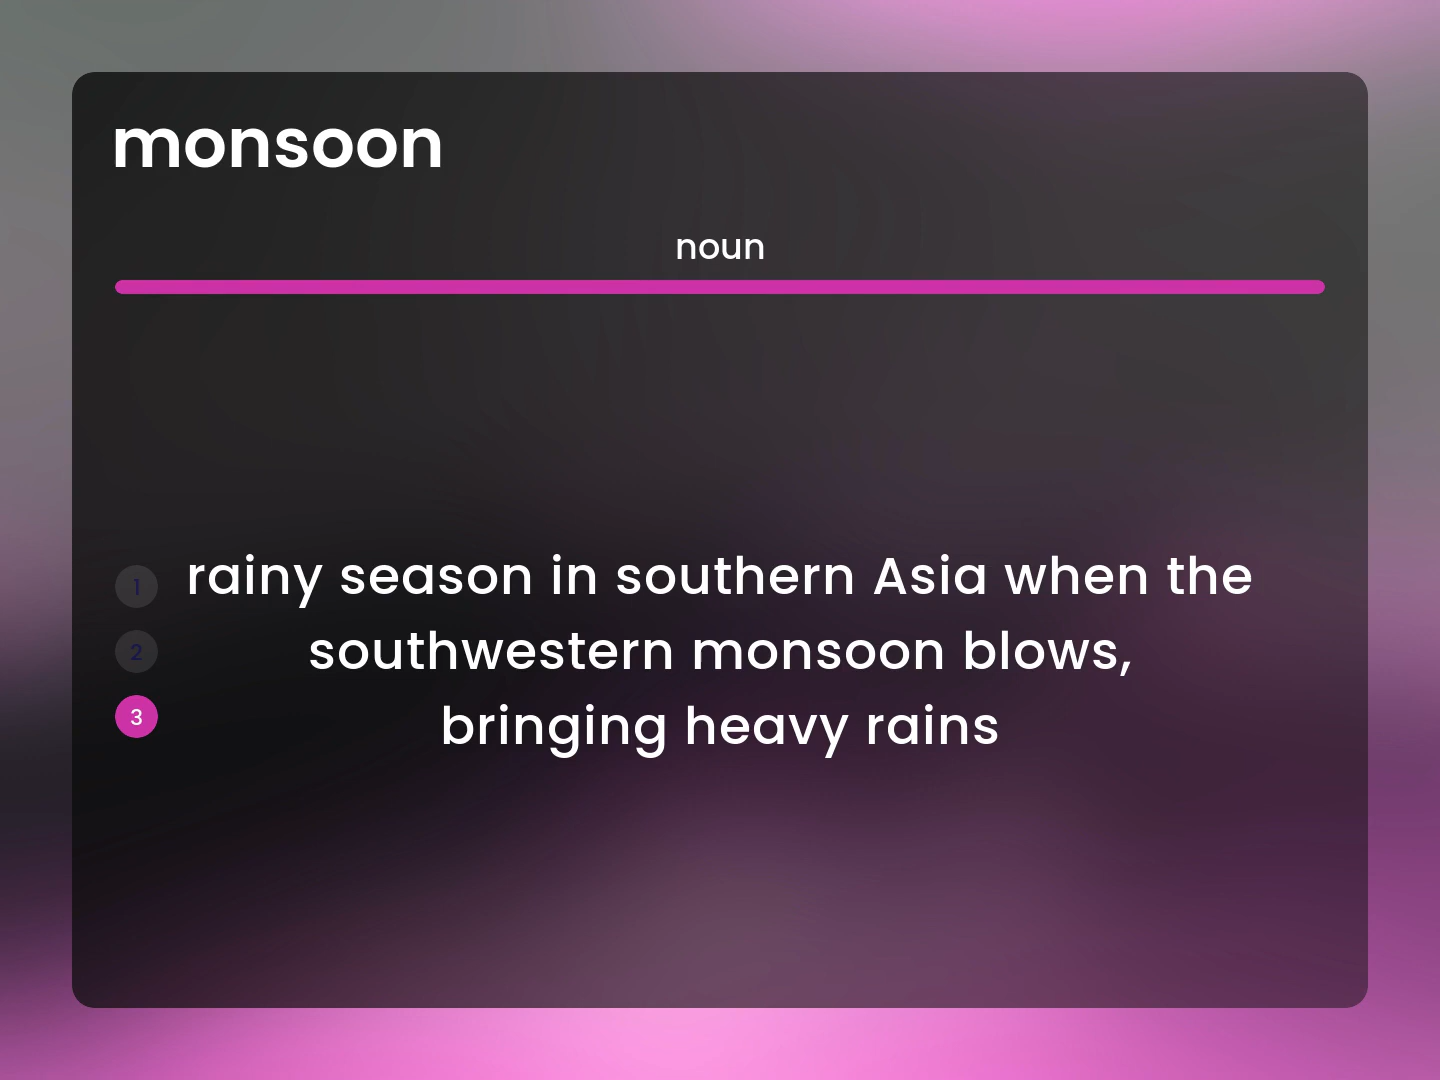 monsoon
noun
1
2
3
rainy season in southern Asia when the
southwestern monsoon blows,
bringing heavy rains